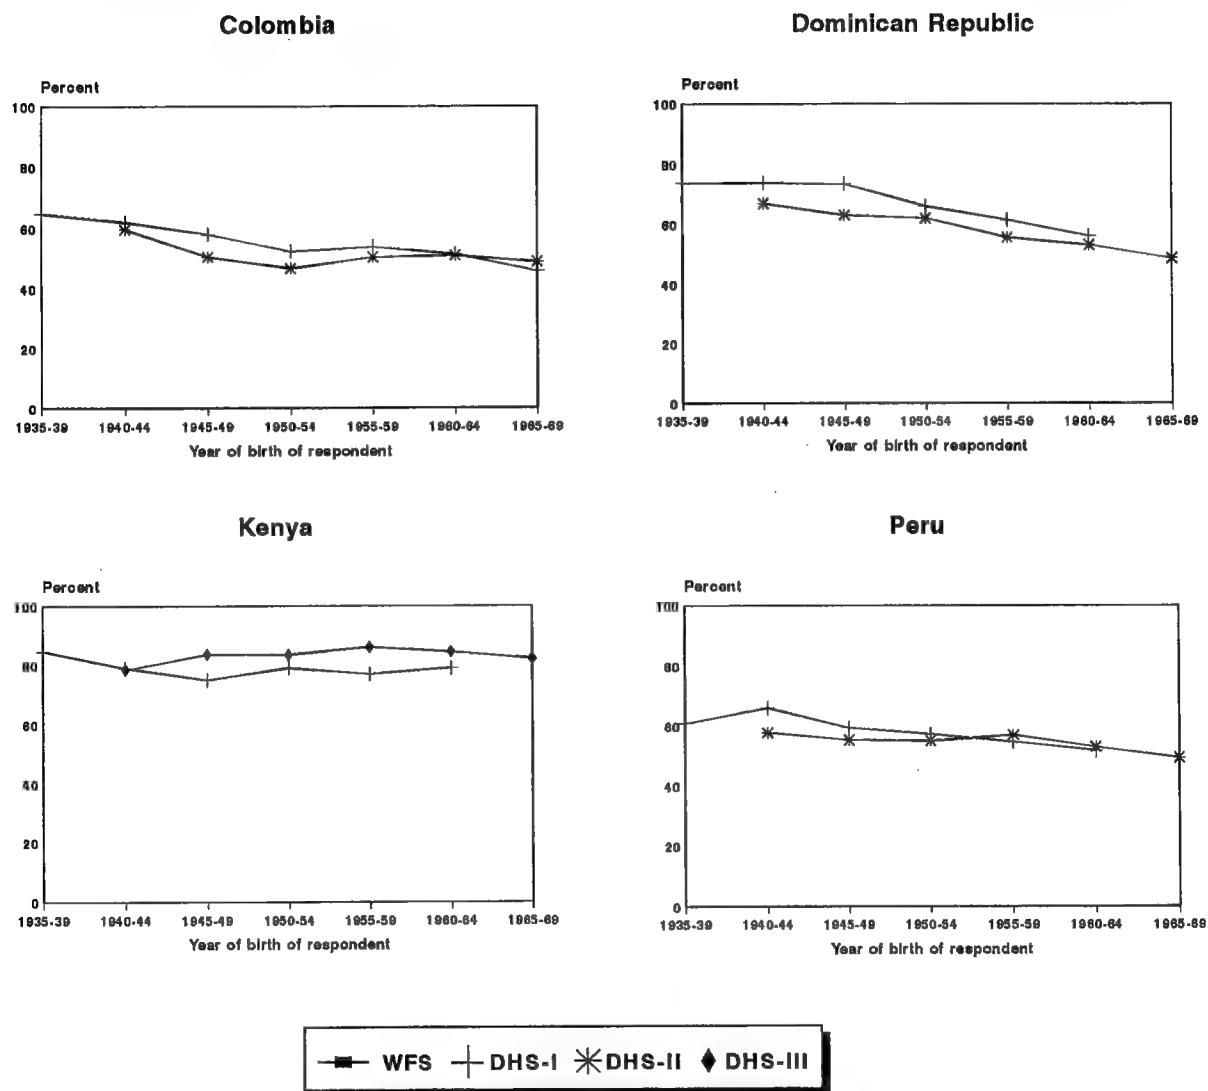 Colombia
Dominican Republic
Percent
100
80
60
40
20
0
1935-39 1940-44 1945-49 1950-54 1955-59 1960-64 1965-69
Year of birth of respondent
Percent
100
80
60
40
20
0
1935-39 1940-44 1945-49 1950-54 1955-59 1960-64 1965-69
Year of birth of respondent
Kenya
Peru
Percent
100
80
60
40
20
0
1935-39 1940-44 1945-49 1950-54 1955-59 1960-64 1965-69
Year of birth of respondent
Percent
100
80
60
40
20
0
1935-39 1940-44 1945-49 1950-54 1955-59 1960-64 1965-69
Year of birth of respondent
WFS DHS-I DHS-II DHS-III